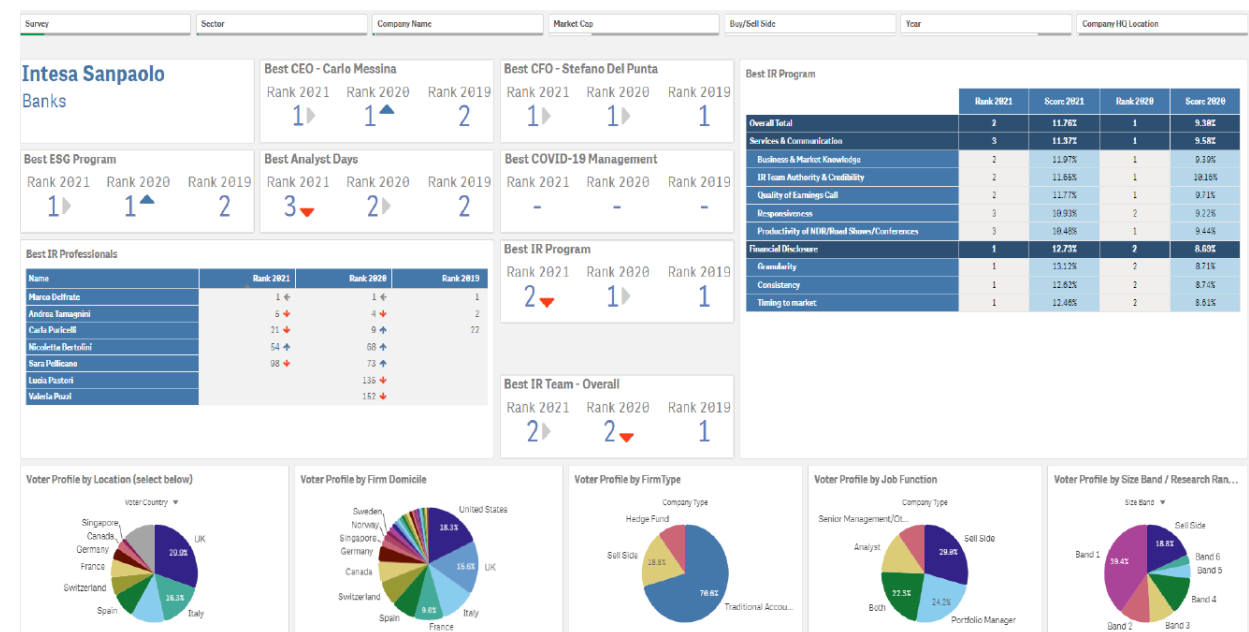 Survey Sector Company Name Market Cap Buy/Sell Side Year Company HQ Location
Intesa Sanpaolo
Banks
Best CEO - Carlo Messina
Rank 2021 Rank 2020 Rank 2019
1 1 2
Best CFO - Stefano Del Punta
Rank 2021 Rank 2020 Rank 2019
1 1 1
Best ESG Program
Rank 2021 Rank 2020 Rank 2019
1 1 2
Best Analyst Days
Rank 2021 Rank 2020 Rank 2019
3 2 2
Best COVID-19 Management
Rank 2021 Rank 2020 Rank 2019
- - -
Best IR Professionals
Name Rank 2021 Rank 2020 Rank 2019
Marco Delfrate 1 1 1
Andrea Tamagnini 5 4 2
Carla Puricelli 21 9 22
Nicoletta Bertolini 54 68
Sara Pellicano 98 73
Lucia Pastori 135
Valeria Pozzi 152
Best IR Program
Rank 2021 Rank 2020 Rank 2019
2 1 1
Best IR Team - Overall
Rank 2021 Rank 2020 Rank 2019
2 2 1
Best IR Program
Rank 2021 Score 2021 Rank 2020 Score 2020
Overall Total 2 11.76% 1 9.30%
Services & Communication 3 11.37% 1 9.58%
Business & Market Knowledge 2 11.97% 1 9.39%
IR Team Authority & Credibility 2 11.66% 1 10.16%
Quality of Earnings Call 2 11.77% 1 9.71%
Responsiveness 3 10.93% 2 9.22%
Productivity of NDR/Road Shows/Conferences 3 10.48% 1 9.44%
Financial Disclosure 1 12.73% 2 8.69%
Granularity 1 13.12% 2 8.71%
Consistency 1 12.62% 2 8.74%
Timing to market 1 12.46% 2 8.61%
Voter Profile by Location (select below)
Voter Country
Singapore
Canada
Germany
France
Switzerland
Spain
Italy
UK
20.0%
16.3%
Voter Profile by Firm Domicile
Sweden
Norway
Singapore
Germany
Canada
Switzerland
Spain
France
Italy
UK
United States
18.3%
15.6%
9.6%
Voter Profile by FirmType
Company Type
Hedge Fund
Sell Side
18.8%
70.6%
Traditional Accou...
Voter Profile by Job Function
Company Type
Senior Management/Ot...
Analyst
Both
Sell Side
Portfolio Manager
29.0%
22.3%
24.2%
Voter Profile by Size Band / Research Ran...
Size Band
Sell Side
18.8%
Band 6
Band 5
Band 4
Band 3
Band 2
Band 1
39.4%